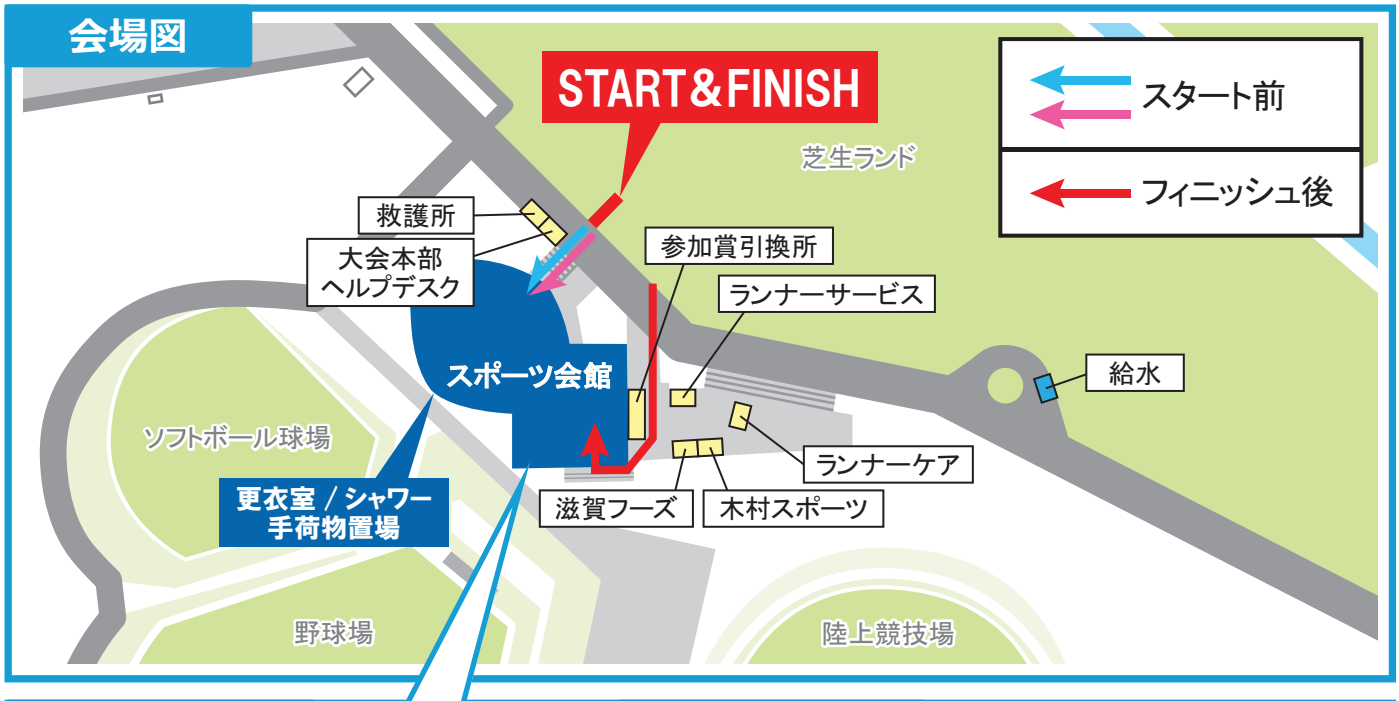 会場図
START&FINISH
スタート前
フィニッシュ後
芝生ランド
救護所
大会本部
ヘルプデスク
参加賞引換所
ランナーサービス
給水
スポーツ会館
ソフトボール球場
ランナーケア
更衣室 / シャワー
手荷物置場
滋賀フーズ
木村スポーツ
野球場
陸上競技場